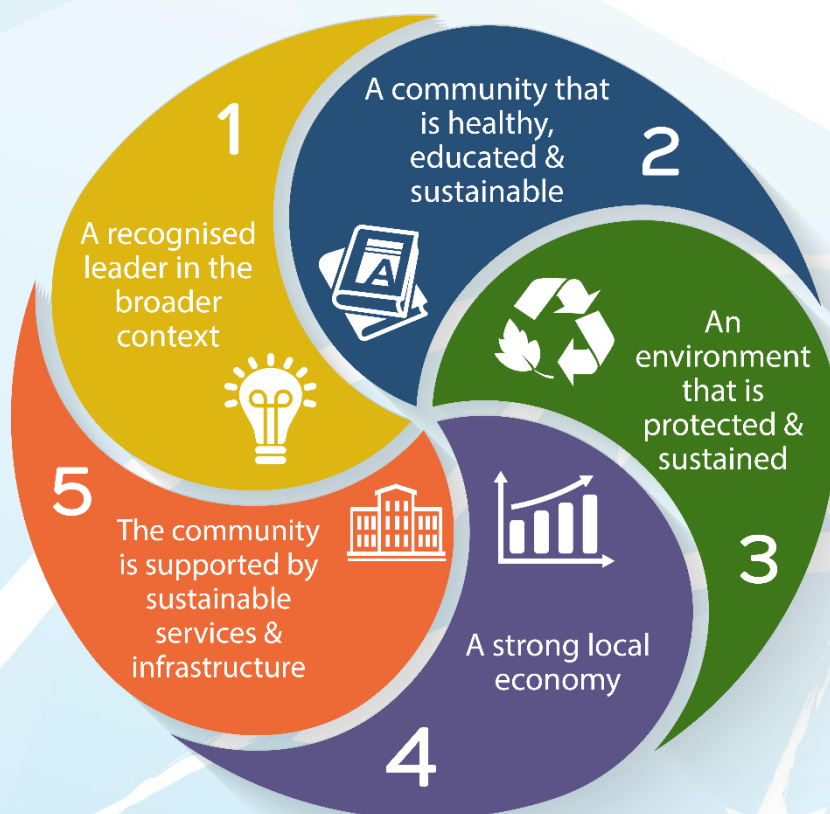 1
A recognised
leader in the
broader
context
2
A community that
is healthy,
educated &
sustainable
A
3
An
environment
that is
protected &
sustained
4
A strong local
economy
5
The community
is supported by
sustainable
services &
infrastructure